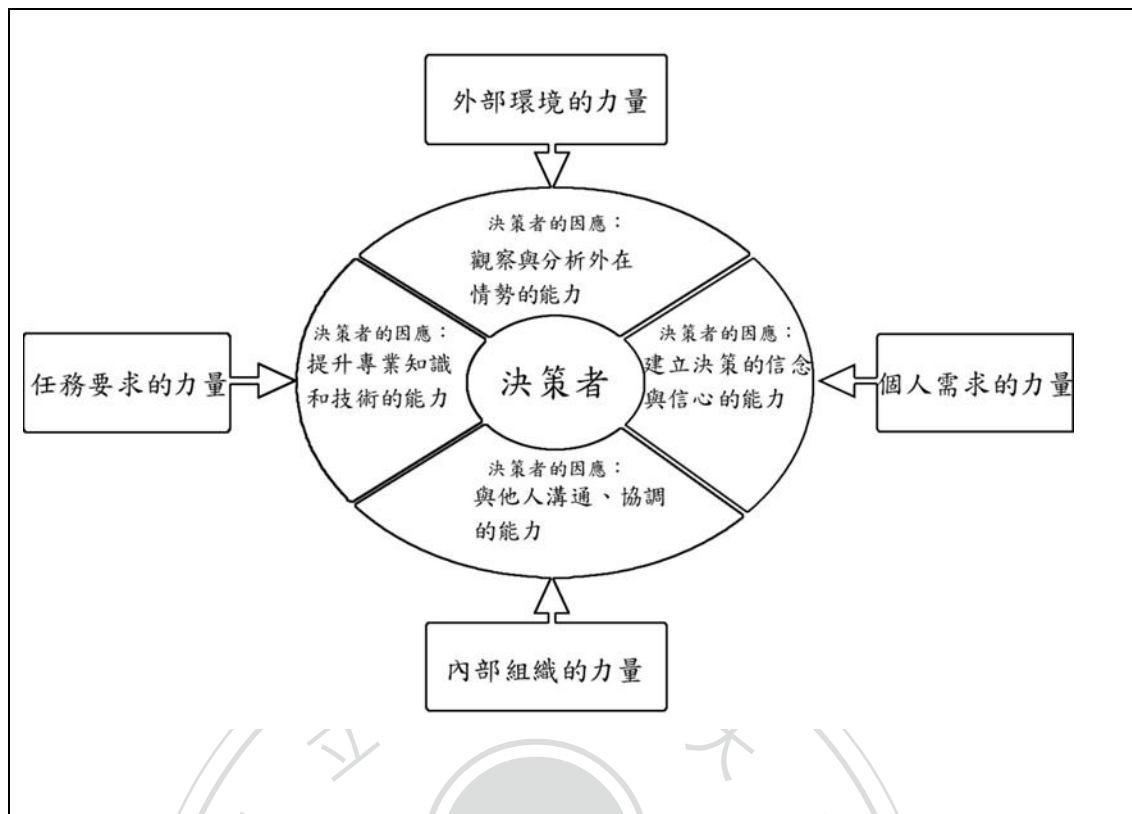 外部環境的力量
決策者的因應：
觀察與分析外在
情勢的能力
任務要求的力量
決策者的因應：
提升專業知識
和技術的能力
決策者
決策者的因應：
建立決策的信念
與信心的能力
個人需求的力量
決策者的因應：
與他人溝通、協調
的能力
內部組織的力量
立
大